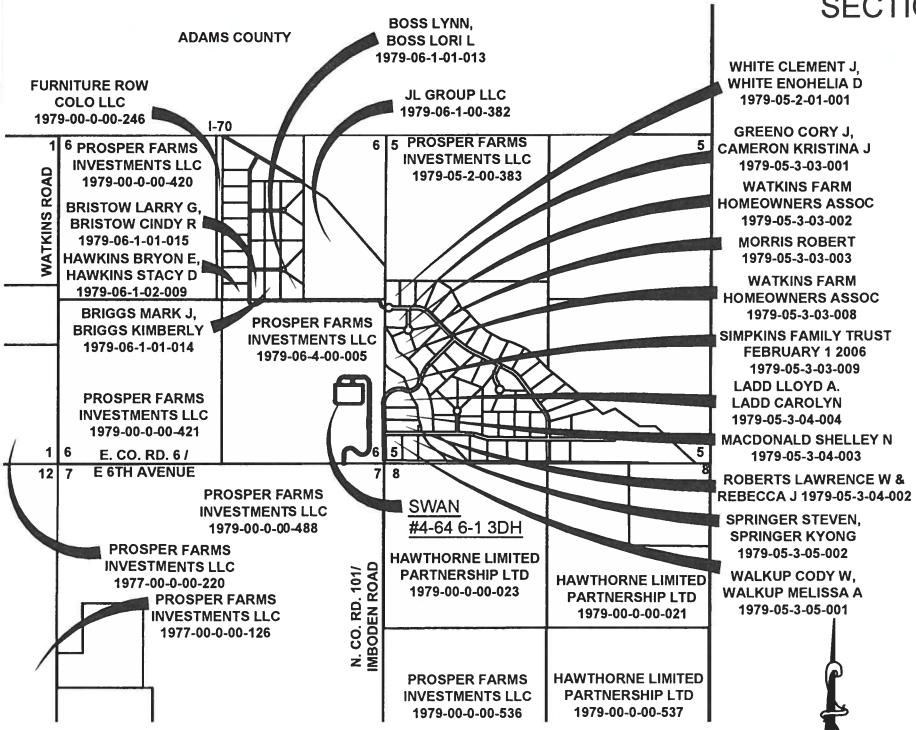 SECTIO
ADAMS COUNTY
BOSS LYNN,
BOSS LORI L
1979-06-1-01-013
FURNITURE ROW
COLO LLC
1979-00-0-00-246
JL GROUP LLC
1979-06-1-00-382
I-70
WATKINS ROAD
1
6
PROSPER FARMS
INVESTMENTS LLC
1979-00-0-00-420
BRISTOW LARRY G,
BRISTOW CINDY R
1979-06-1-01-015
HAWKINS BRYON E,
HAWKINS STACY D
1979-06-1-02-009
BRIGGS MARK J,
BRIGGS KIMBERLY
1979-06-1-01-014
6
5
PROSPER FARMS
INVESTMENTS LLC
1979-05-2-00-383
5
PROSPER FARMS
INVESTMENTS LLC
1979-06-4-00-005
PROSPER FARMS
INVESTMENTS LLC
1979-00-0-00-421
1
6
E. CO. RD. 6 /
E 6TH AVENUE
12
7
6
5
7
8
5
8
WHITE CLEMENT J,
WHITE ENOHELIA D
1979-05-2-01-001
GREENO CORY J,
CAMERON KRISTINA J
1979-05-3-03-001
WATKINS FARM
HOMEOWNERS ASSOC
1979-05-3-03-002
MORRIS ROBERT
1979-05-3-03-003
WATKINS FARM
HOMEOWNERS ASSOC
1979-05-3-03-008
SIMPKINS FAMILY TRUST
FEBRUARY 1 2006
1979-05-3-03-009
LADD LLOYD A.
LADD CAROLYN
1979-05-3-04-004
MACDONALD SHELLEY N
1979-05-3-04-003
ROBERTS LAWRENCE W &
REBECCA J 1979-05-3-04-002
SPRINGER STEVEN,
SPRINGER KYONG
1979-05-3-05-002
WALKUP CODY W,
WALKUP MELISSA A
1979-05-3-05-001
PROSPER FARMS
INVESTMENTS LLC
1979-00-0-00-488
PROSPER FARMS
INVESTMENTS LLC
1977-00-0-00-220
PROSPER FARMS
INVESTMENTS LLC
1977-00-0-00-126
SWAN
#4-64 6-1 3DH
N. CO. RD. 101/
IMBODEN ROAD
HAWTHORNE LIMITED
PARTNERSHIP LTD
1979-00-0-00-023
HAWTHORNE LIMITED
PARTNERSHIP LTD
1979-00-0-00-021
PROSPER FARMS
INVESTMENTS LLC
1979-00-0-00-536
HAWTHORNE LIMITED
PARTNERSHIP LTD
1979-00-0-00-537